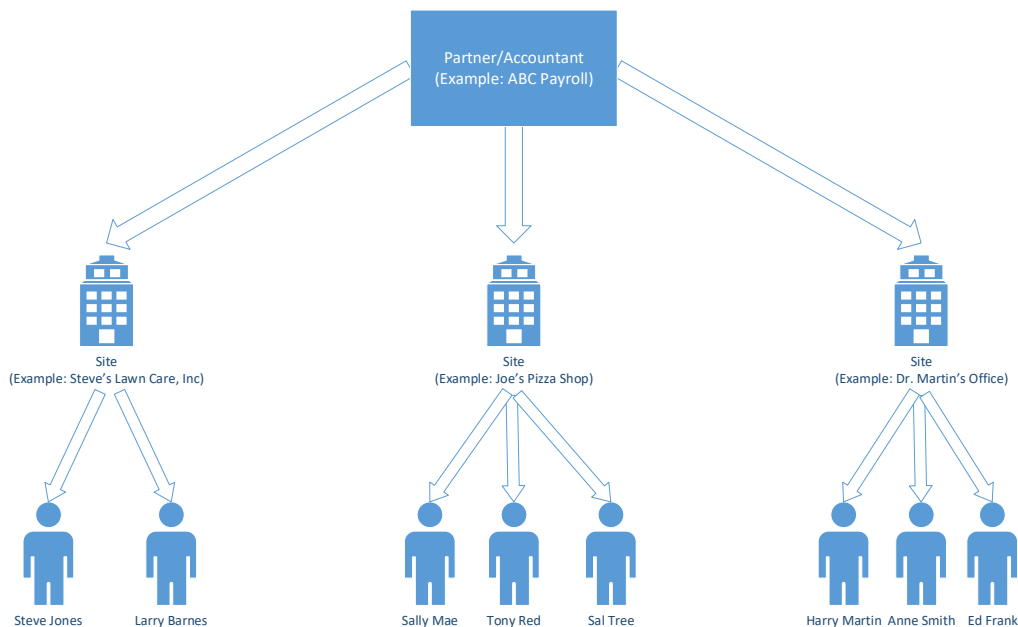 Partner/Accountant
(Example: ABC Payroll)
Site
(Example: Steve’s Lawn Care, Inc)
Site
(Example: Joe’s Pizza Shop)
Site
(Example: Dr. Martin’s Office)
Steve Jones
Larry Barnes
Sally Mae
Tony Red
Sal Tree
Harry Martin
Anne Smith
Ed Frank